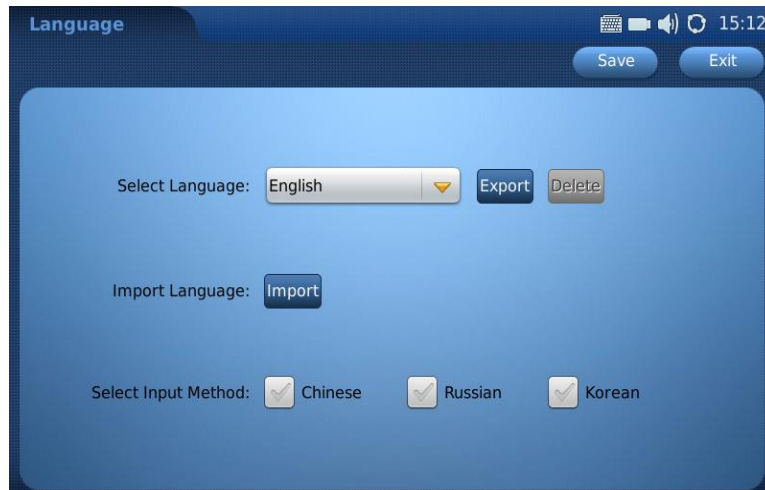 Language 15:12
Save Exit
Select Language: English Export Delete
Import Language: Import
Select Input Method: Chinese Russian Korean